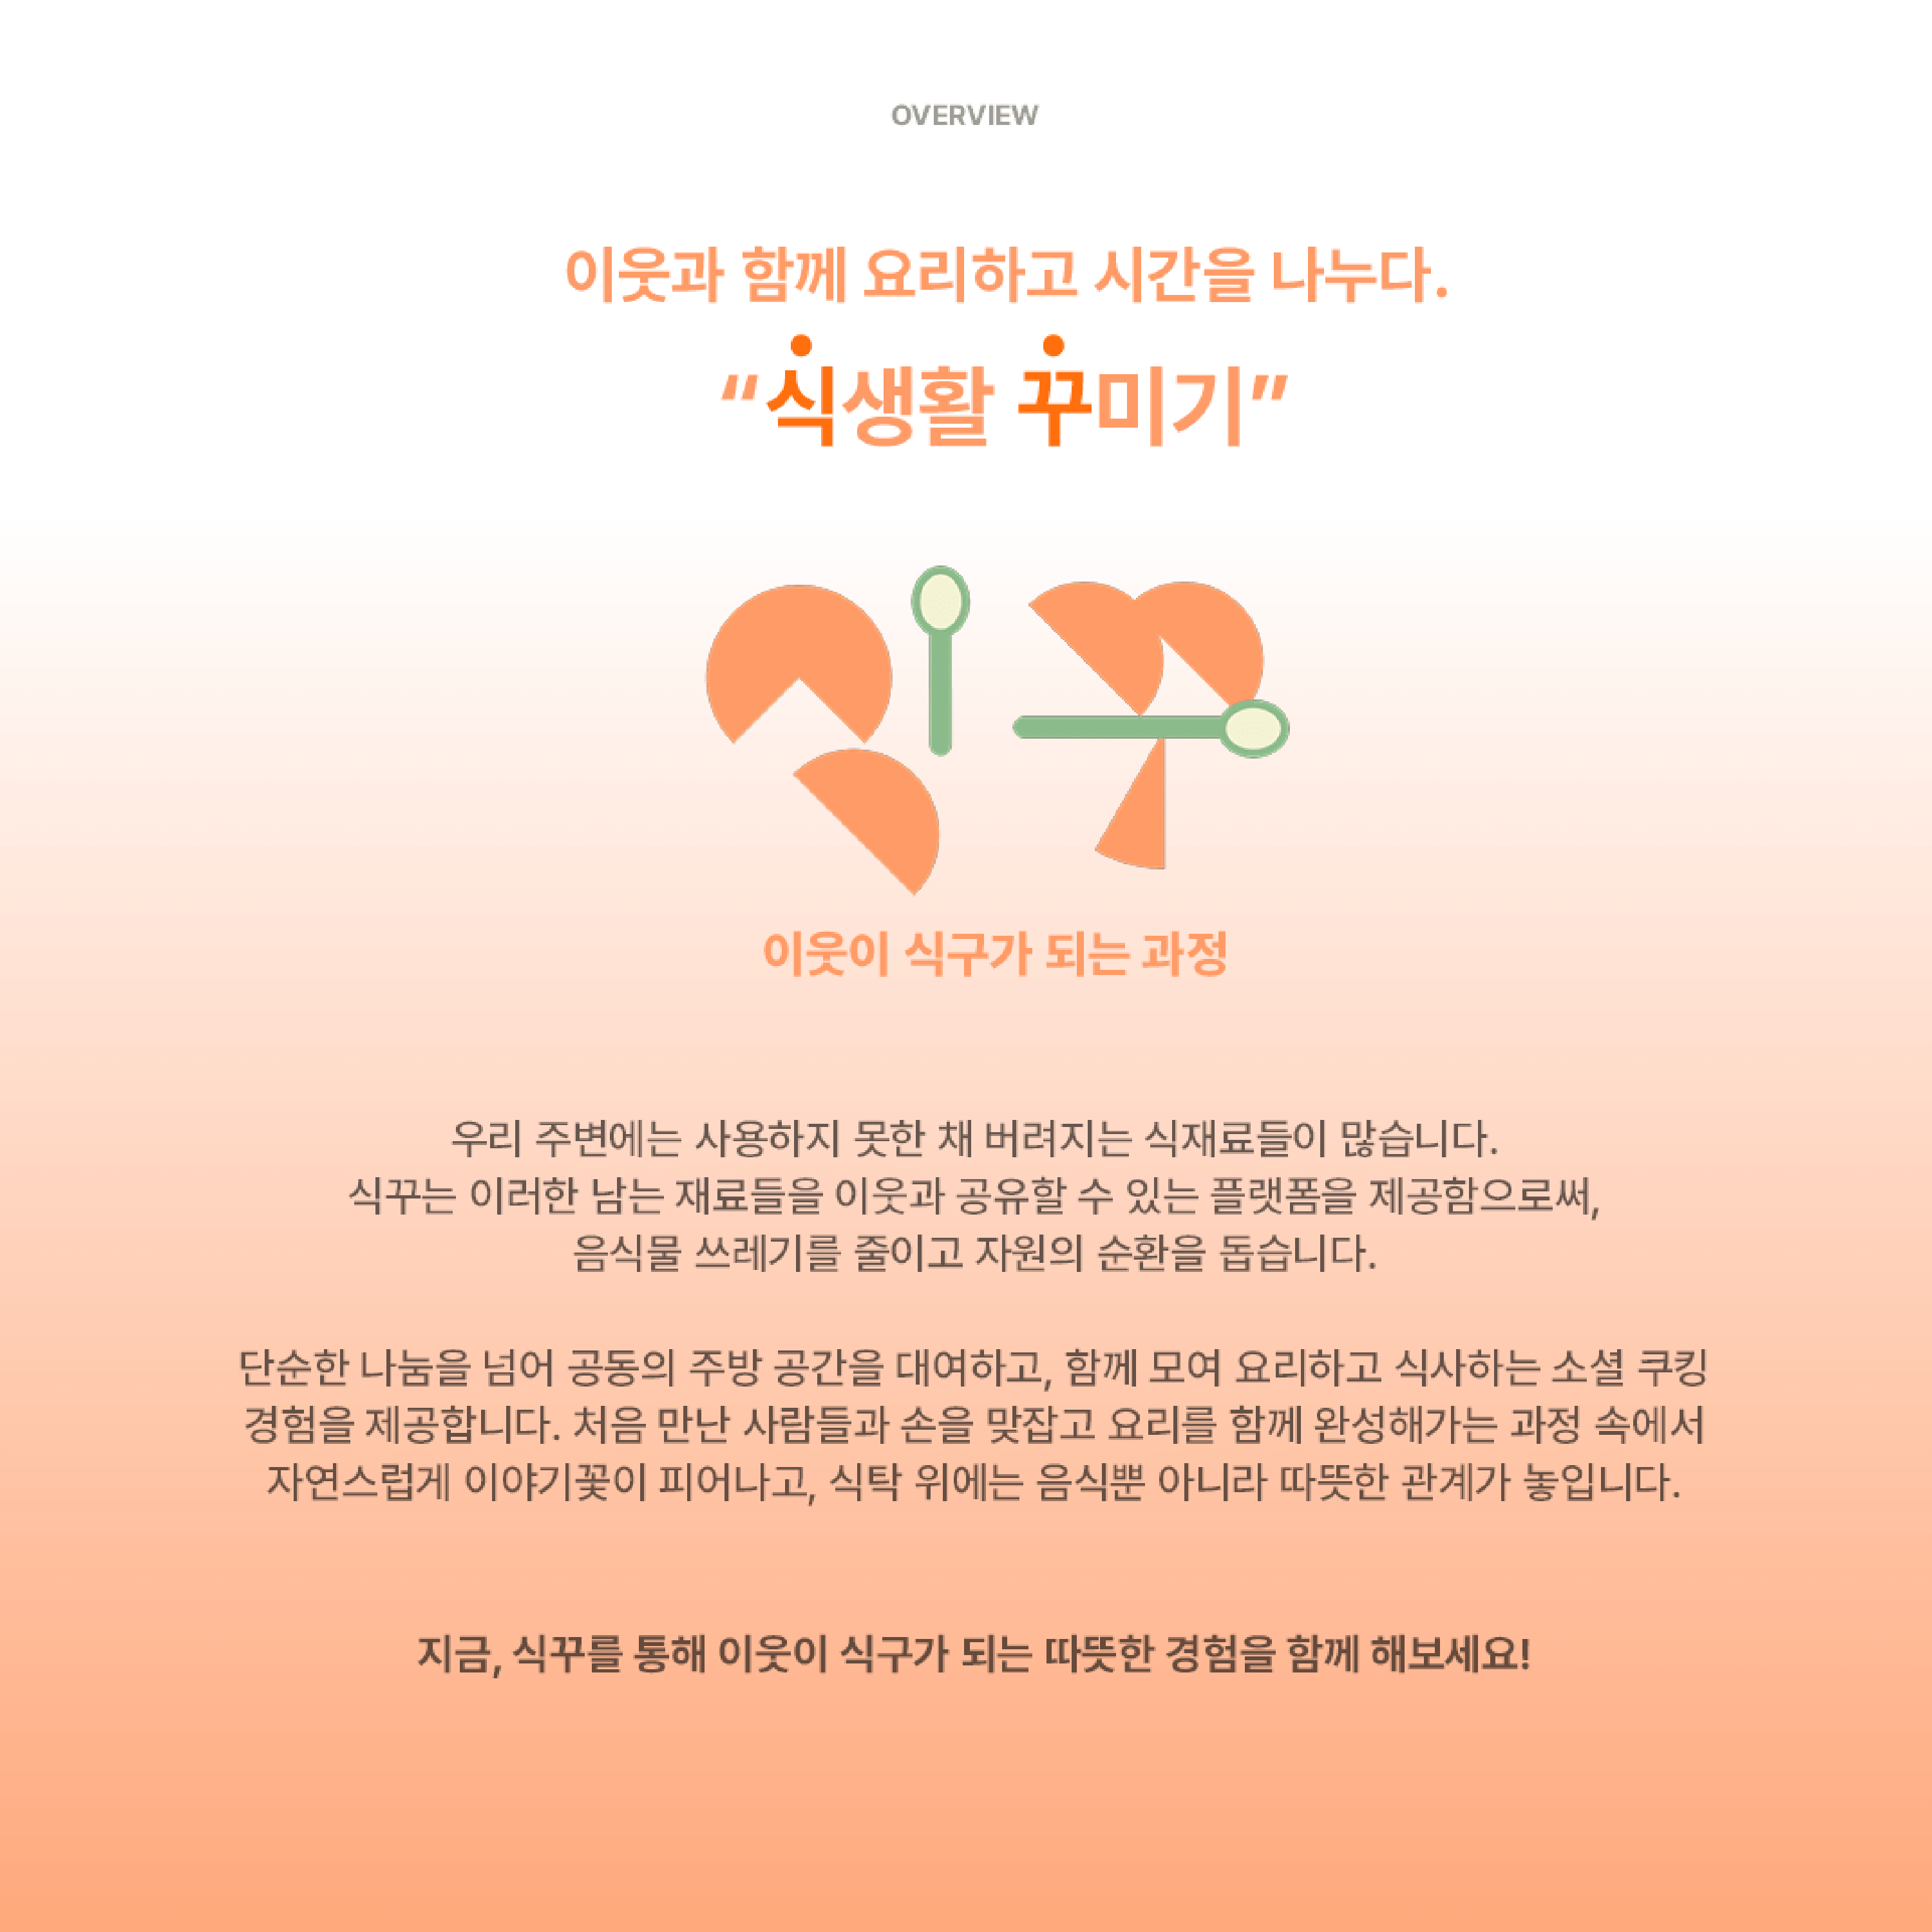 OVERVIEW
이웃과 함께 요리하고 시간을 나누다.
“식생활 꾸미기”
식꾸
이웃이 식구가 되는 과정
우리 주변에는 사용하지 못한 채 버려지는 식재료들이 많습니다.
식꾸는 이러한 남는 재료들을 이웃과 공유할 수 있는 플랫폼을 제공함으로써,
음식물 쓰레기를 줄이고 자원의 순환을 돕습니다.
단순한 나눔을 넘어 공동의 주방 공간을 대여하고, 함께 모여 요리하고 식사하는 소셜 쿠킹
경험을 제공합니다. 처음 만난 사람들과 손을 맞잡고 요리를 함께 완성해가는 과정 속에서
자연스럽게 이야기꽃이 피어나고, 식탁 위에는 음식뿐 아니라 따뜻한 관계가 놓입니다.
지금, 식꾸를 통해 이웃이 식구가 되는 따뜻한 경험을 함께 해보세요!